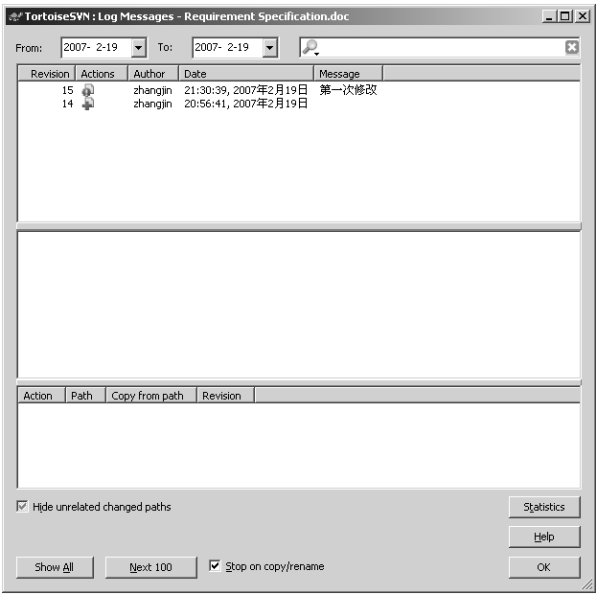 TortoiseSVN : Log Messages - Requirement Specification.doc
From: 2007- 2-19 To: 2007- 2-19
Revision Actions Author Date Message
15 zhangjin 21:30:39, 2007年2月19日 第一次修改
14 zhangjin 20:56:41, 2007年2月19日
Action Path Copy from path Revision
Hide unrelated changed paths
Statistics
Help
Show All Next 100 Stop on copy/rename OK